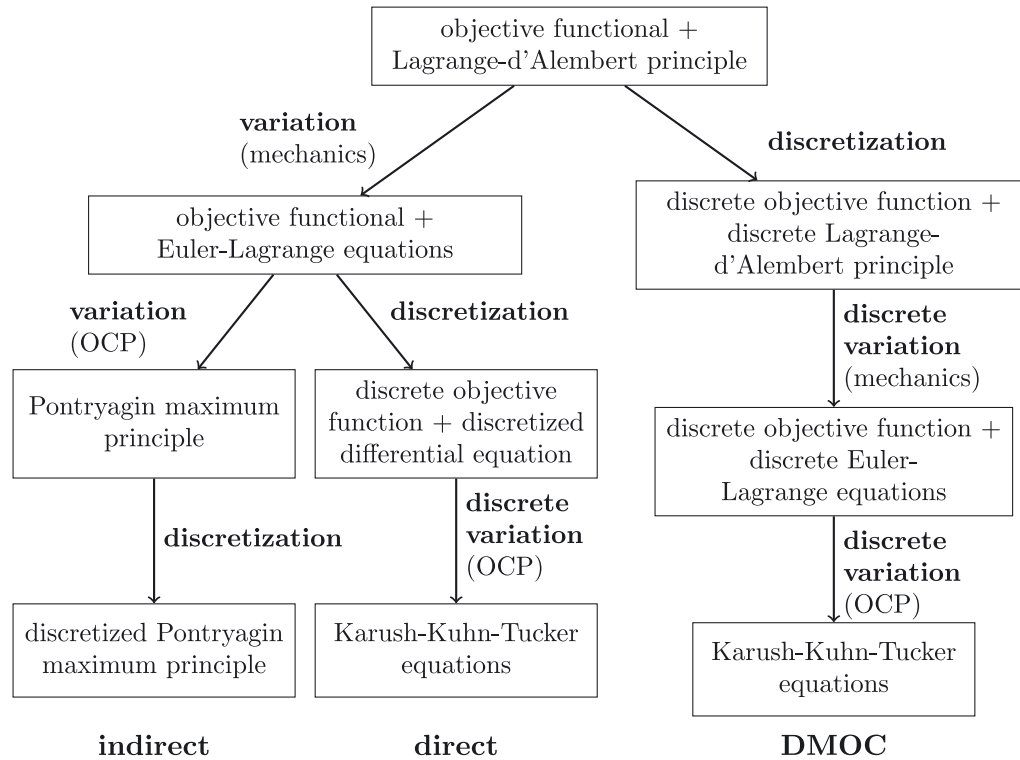 objective functional +
Lagrange-d'Alembert principle
variation
(mechanics)
discretization
objective functional +
Euler-Lagrange equations
discrete objective function +
discrete Lagrange-
d'Alembert principle
variation
(OCP)
discretization
discrete
variation
(mechanics)
Pontryagin maximum
principle
discrete objective
function + discretized
differential equation
discrete objective function +
discrete Euler-
Lagrange equations
discretization
discrete
variation
(OCP)
discrete
variation
(OCP)
discretized Pontryagin
maximum principle
Karush-Kuhn-Tucker
equations
Karush-Kuhn-Tucker
equations
indirect
direct
DMOC